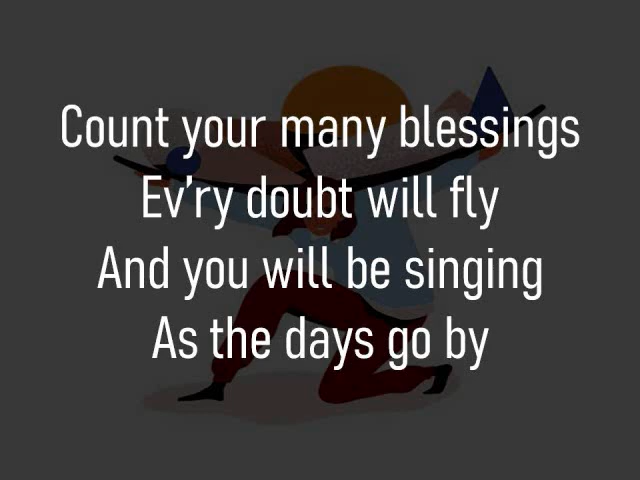 Count your many blessings
Ev'ry doubt will fly
And you will be singing
As the days go by